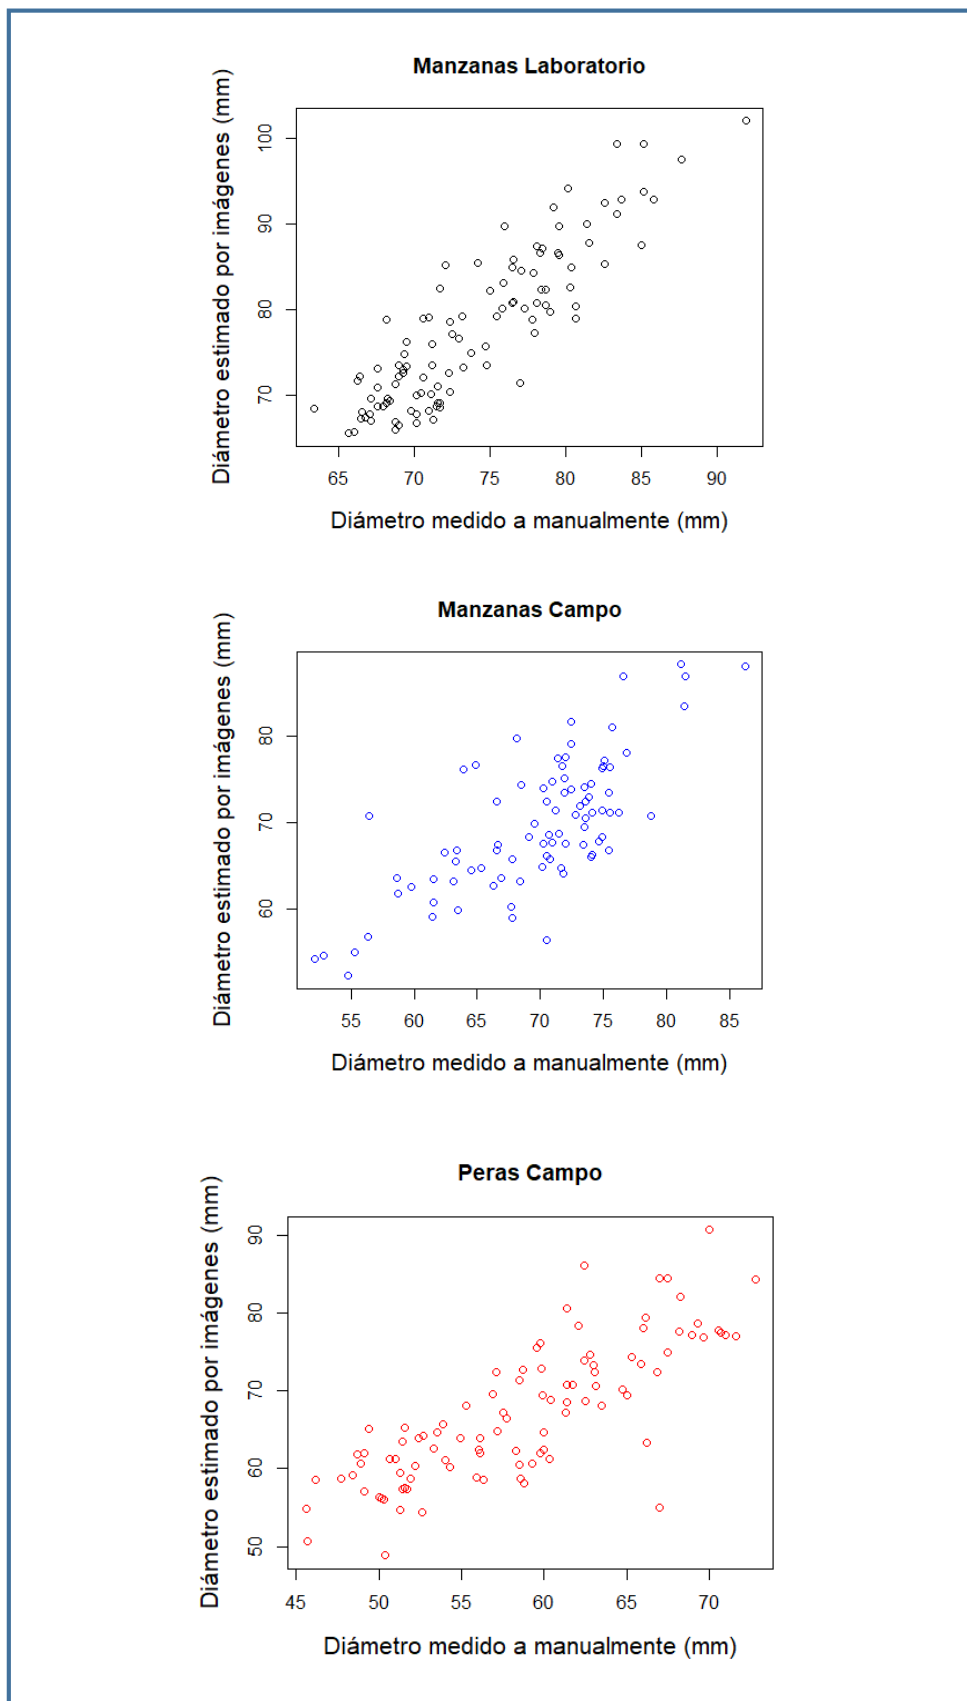 Manzanas Laboratorio
Diámetro estimado por imágenes (mm)
100
90
80
70
65 70 75 80 85 90
Diámetro medido a manualmente (mm)
Manzanas Campo
Diámetro estimado por imágenes (mm)
80
70
60
55 60 65 70 75 80 85
Diámetro medido a manualmente (mm)
Peras Campo
Diámetro estimado por imágenes (mm)
90
80
70
60
50
45 50 55 60 65 70
Diámetro medido a manualmente (mm)